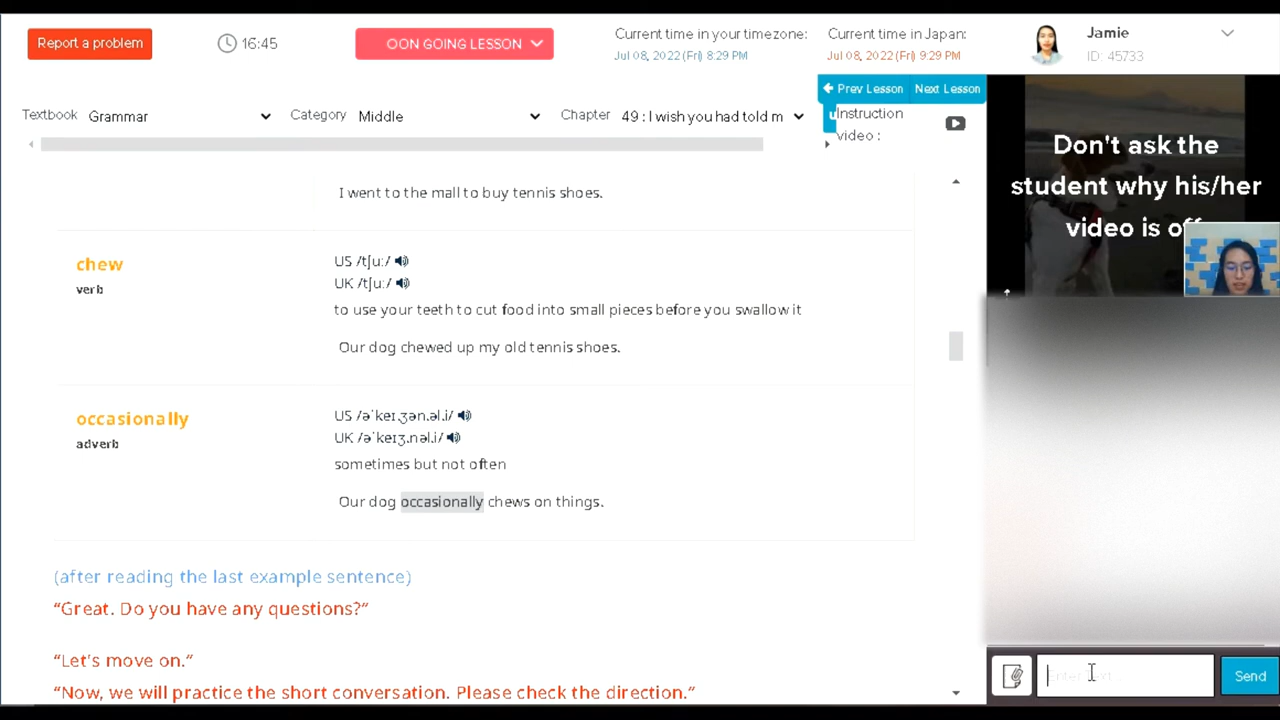 Report a problem
16:45
OON GOING LESSON
Current time in your timezone:
Jul 08, 2022 (Fri) 8:29 PM
Current time in Japan:
Jul 08, 2022 (Fri) 9:29 PM
Jamie
ID: 45733
Prev Lesson
Next Lesson
Textbook
Grammar
Category
Middle
Chapter
49 : I wish you had told m
Instruction
video :
Don't ask the
student why his/her
video is off
I went to the mall to buy tennis shoes.
chew
verb
US /tʃuː/
UK /tʃuː/
to use your teeth to cut food into small pieces before you swallow it
Our dog chewed up my old tennis shoes.
occasionally
adverb
US /əˈkeɪ.ʒən.əl.i/
UK /əˈkeɪʒ.nəl.i/
sometimes but not often
Our dog occasionally chews on things.
(after reading the last example sentence)
“Great. Do you have any questions?”
“Let’s move on.”
“Now, we will practice the short conversation. Please check the direction.”
Enter text
Send